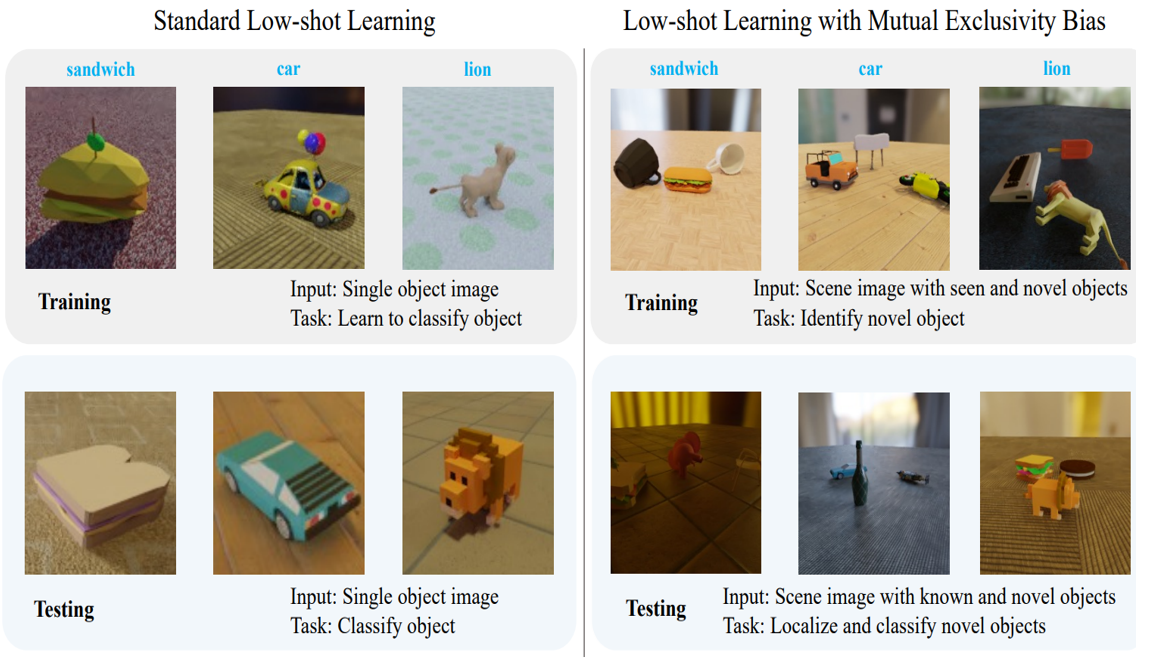 Standard Low-shot Learning
sandwich car lion
Training
Input: Single object image
Task: Learn to classify object
Testing
Input: Single object image
Task: Classify object
Low-shot Learning with Mutual Exclusivity Bias
sandwich car lion
Training
Input: Scene image with seen and novel objects
Task: Identify novel object
Testing
Input: Scene image with known and novel objects
Task: Localize and classify novel objects